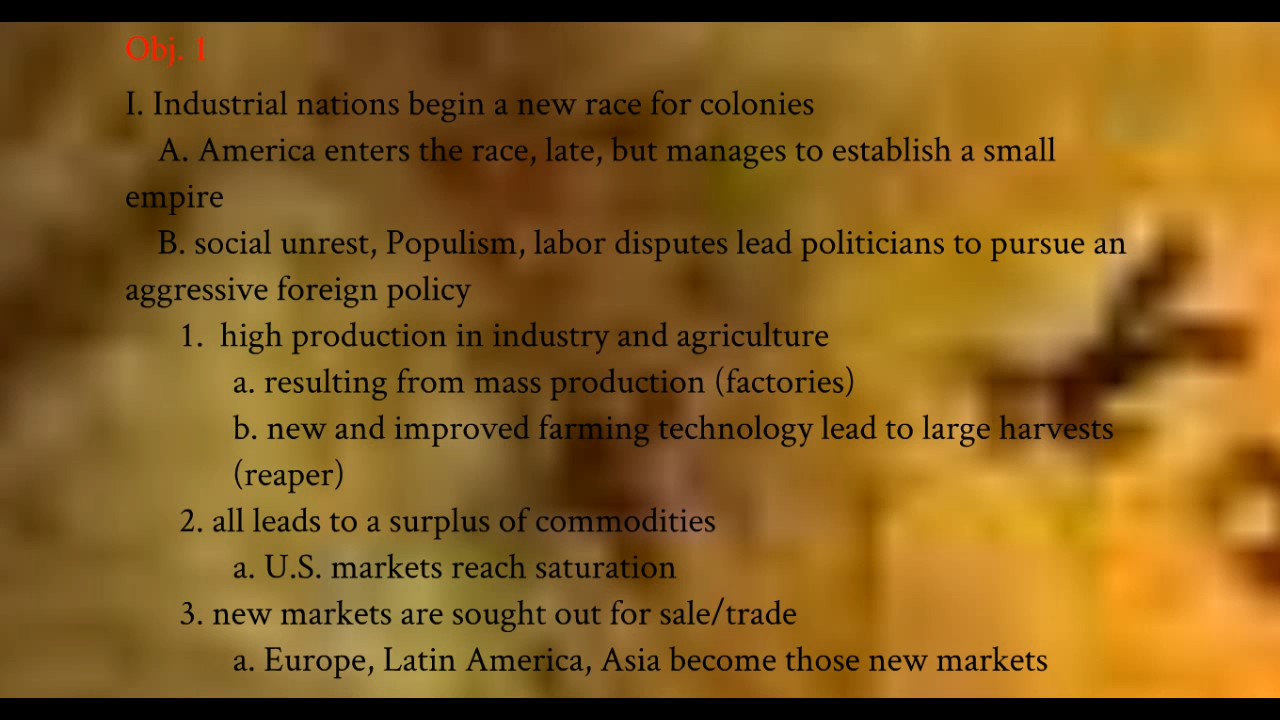 Obj. 1
I. Industrial nations begin a new race for colonies
A. America enters the race, late, but manages to establish a small
empire
B. social unrest, Populism, labor disputes lead politicians to pursue an
aggressive foreign policy
1. high production in industry and agriculture
a. resulting from mass production (factories)
b. new and improved farming technology lead to large harvests
(reaper)
2. all leads to a surplus of commodities
a. U.S. markets reach saturation
3. new markets are sought out for sale/trade
a. Europe, Latin America, Asia become those new markets